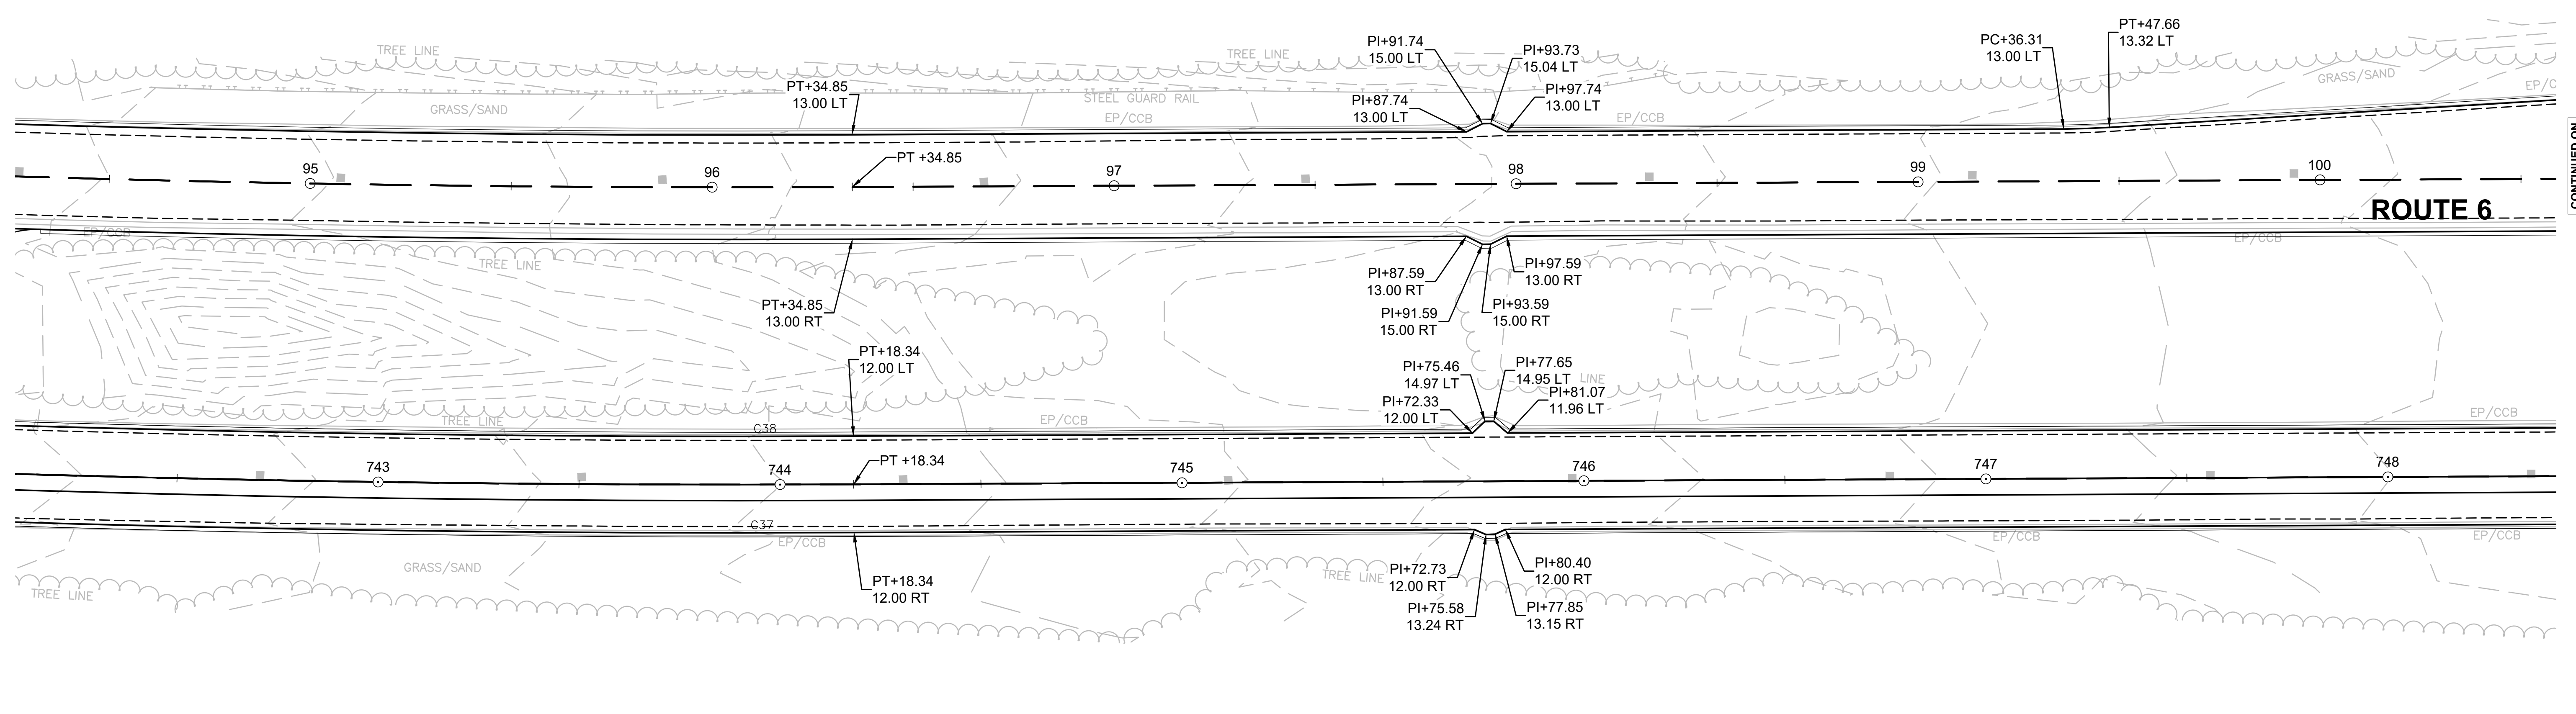 TREE LINE
TREE LINE
PI+91.74
15.00 LT
PI+93.73
15.04 LT
PC+36.31
13.00 LT
PT+47.66
13.32 LT
PT+34.85
13.00 LT
GRASS/SAND
STEEL GUARD RAIL
EP/CCB
PI+87.74
13.00 LT
PI+97.74
13.00 LT
EP/CCB
GRASS/SAND
EP/C
CONTINUED ON
95
96
PT +34.85
97
98
99
100
ROUTE 6
EP/CCB
EP/CCB
TREE LINE
PT+34.85
13.00 RT
PI+87.59
13.00 RT
PI+97.59
13.00 RT
PI+91.59
15.00 RT
PI+93.59
15.00 RT
PT+18.34
12.00 LT
PI+75.46
14.97 LT
PI+77.65
14.95 LT
LINE
PI+72.33
12.00 LT
PI+81.07
11.96 LT
TREE LINE
C38
EP/CCB
EP/CCB
743
744
PT +18.34
745
746
747
748
C37
EP/CCB
EP/CCB
EP/CCB
GRASS/SAND
TREE LINE
PT+18.34
12.00 RT
TREE LINE
PI+72.73
12.00 RT
PI+80.40
12.00 RT
PI+75.58
13.24 RT
PI+77.85
13.15 RT